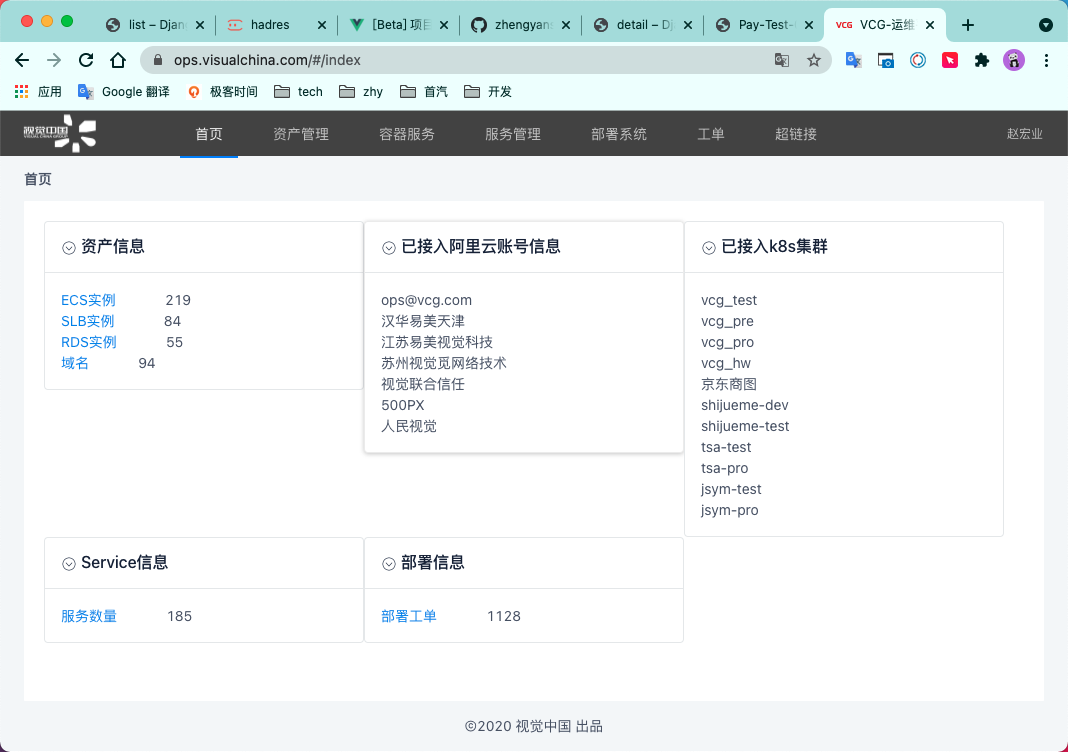 list – Djan
hadres
[Beta] 项目
zhengyans
detail – Dj
Pay-Test-
VCG VCG-运维
ops.visualchina.com/#/index
应用 Google 翻译 极客时间 tech zhy 首汽 开发
视觉中国
VISUAL CHINA GROUP
首页 资产管理 容器服务 服务管理 部署系统 工单 超链接 赵宏业
首页
资产信息
ECS实例 219
SLB实例 84
RDS实例 55
域名 94
已接入阿里云账号信息
ops@vcg.com
汉华易美天津
江苏易美视觉科技
苏州视觉觅网络技术
视觉联合信任
500PX
人民视觉
已接入k8s集群
vcg_test
vcg_pre
vcg_pro
vcg_hw
京东商图
shijueme-dev
shijueme-test
tsa-test
tsa-pro
jsym-test
jsym-pro
Service信息
服务数量 185
部署信息
部署工单 1128
©2020 视觉中国 出品